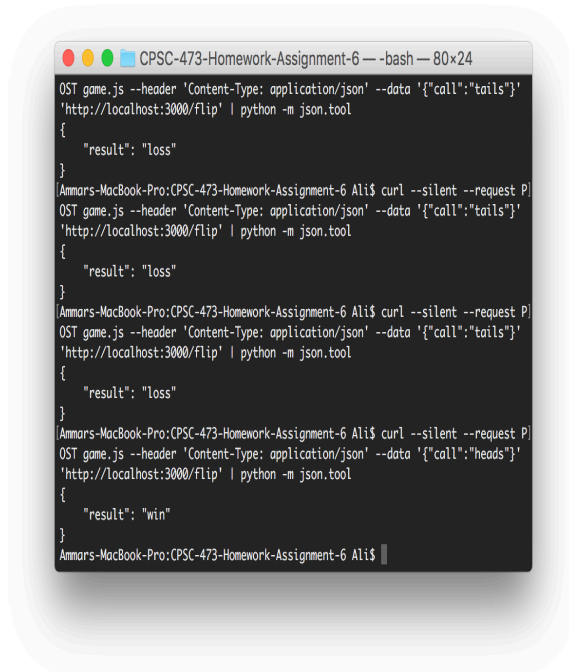 CPSC-473-Homework-Assignment-6 — -bash — 80×24
OST game.js --header 'Content-Type: application/json' --data '{"call":"tails"}'
'http://localhost:3000/flip' | python -m json.tool
{
    "result": "loss"
}
[Ammars-MacBook-Pro:CPSC-473-Homework-Assignment-6 Ali$ curl --silent --request P]
OST game.js --header 'Content-Type: application/json' --data '{"call":"tails"}'
'http://localhost:3000/flip' | python -m json.tool
{
    "result": "loss"
}
[Ammars-MacBook-Pro:CPSC-473-Homework-Assignment-6 Ali$ curl --silent --request P]
OST game.js --header 'Content-Type: application/json' --data '{"call":"tails"}'
'http://localhost:3000/flip' | python -m json.tool
{
    "result": "loss"
}
[Ammars-MacBook-Pro:CPSC-473-Homework-Assignment-6 Ali$ curl --silent --request P]
OST game.js --header 'Content-Type: application/json' --data '{"call":"heads"}'
'http://localhost:3000/flip' | python -m json.tool
{
    "result": "win"
}
Ammars-MacBook-Pro:CPSC-473-Homework-Assignment-6 Ali$